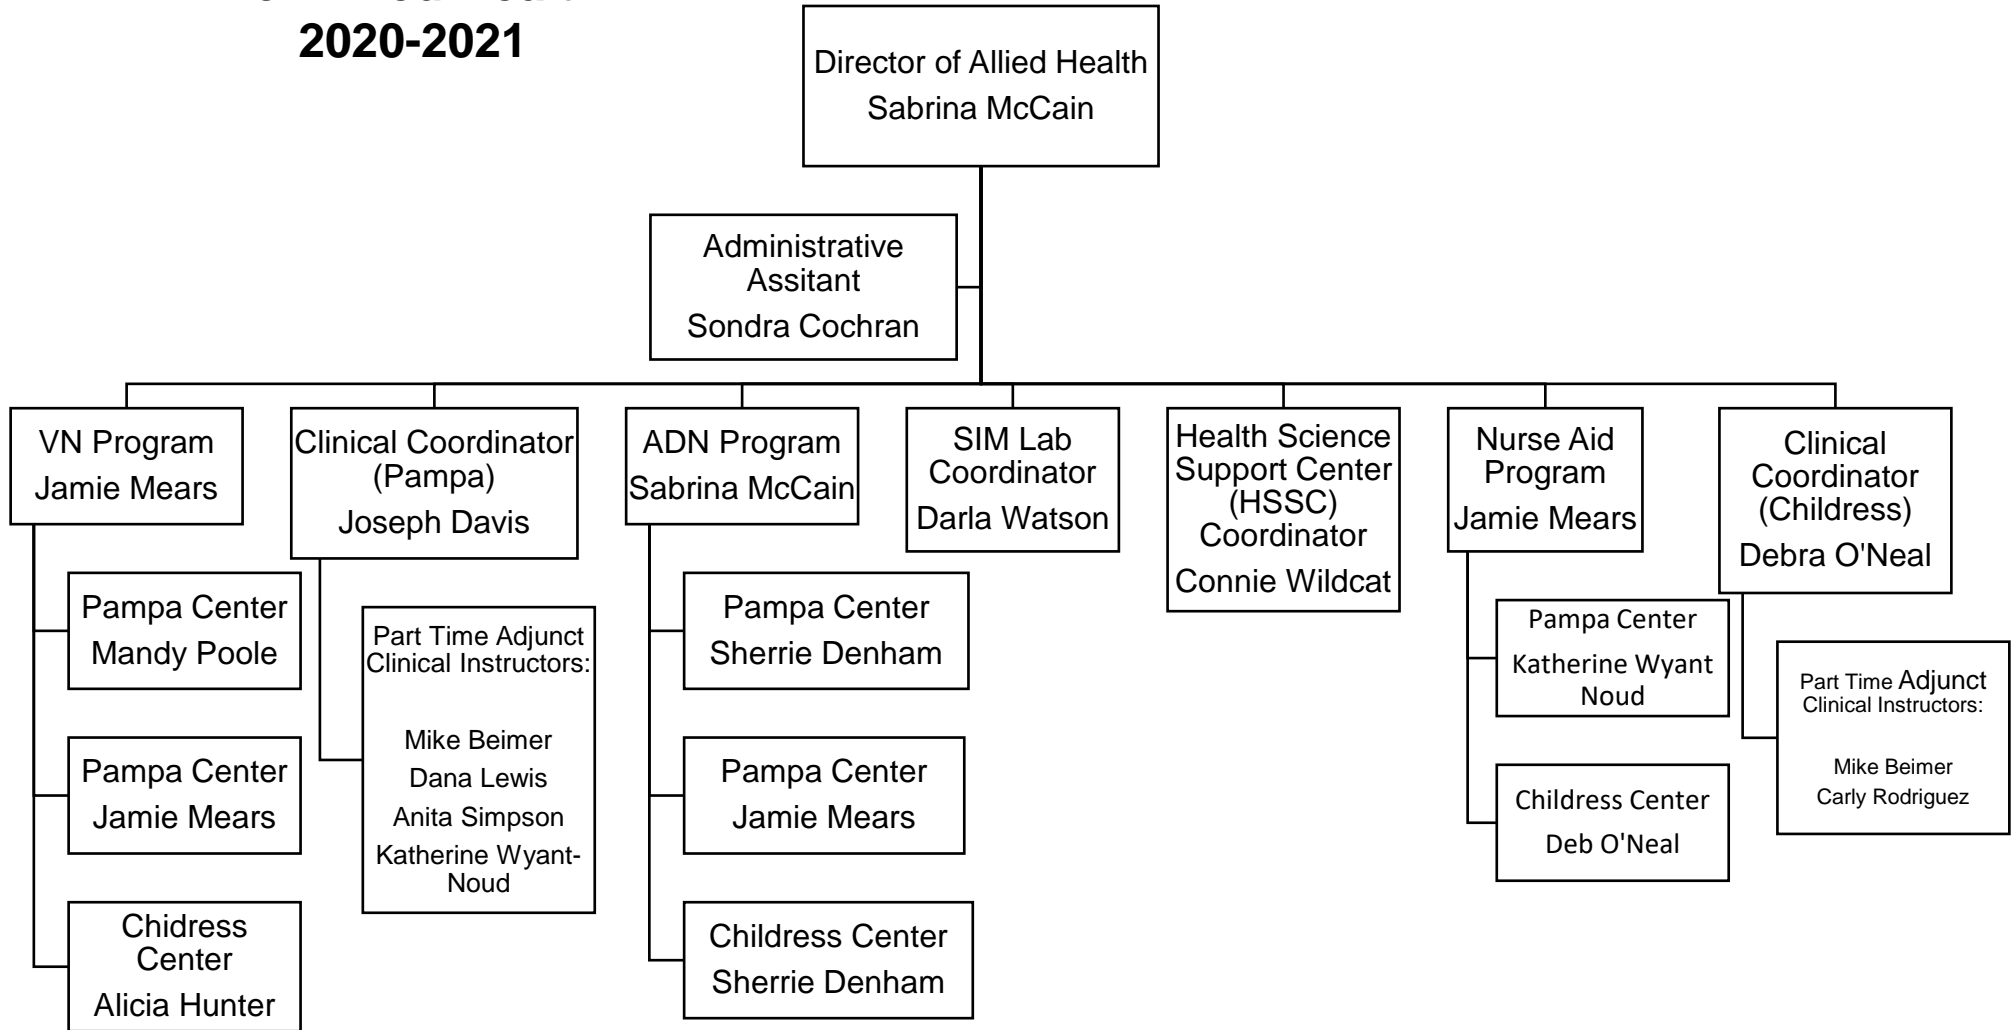 2020-2021
Director of Allied Health
Sabrina McCain
Administrative
Assitant
Sondra Cochran
VN Program
Jamie Mears
Pampa Center
Mandy Poole
Pampa Center
Jamie Mears
Chidress
Center
Alicia Hunter
Clinical Coordinator
(Pampa)
Joseph Davis
Part Time Adjunct
Clinical Instructors:
Mike Beimer
Dana Lewis
Anita Simpson
Katherine Wyant-
Noud
ADN Program
Sabrina McCain
Pampa Center
Sherrie Denham
Pampa Center
Jamie Mears
Childress Center
Sherrie Denham
SIM Lab
Coordinator
Darla Watson
Health Science
Support Center
(HSSC)
Coordinator
Connie Wildcat
Nurse Aid
Program
Jamie Mears
Pampa Center
Katherine Wyant
Noud
Childress Center
Deb O'Neal
Clinical
Coordinator
(Childress)
Debra O'Neal
Part Time Adjunct
Clinical Instructors:
Mike Beimer
Carly Rodriguez